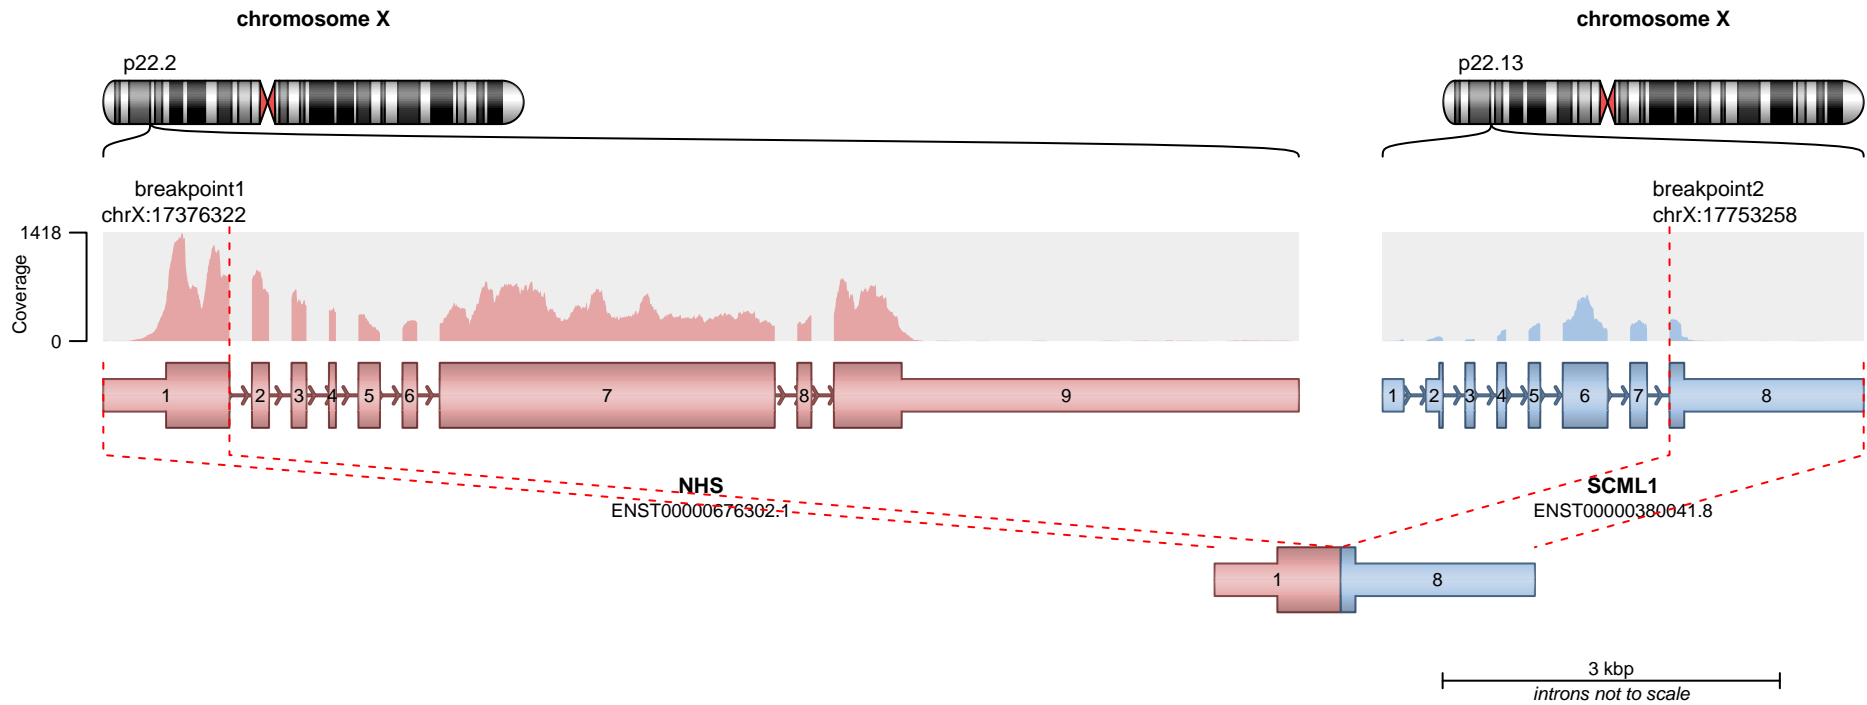 chromosome X
chromosome X
p22.2
p22.13
breakpoint1
chrX:17376322
breakpoint2
chrX:17753258
1418
0
Coverage
1 2 3 4 5 6 7 8 9
1 2 3 4 5 6 7 8
NHS
ENST00000676302.1
SCML1
ENST00000380041.8
1 8
3 kbp
introns not to scale